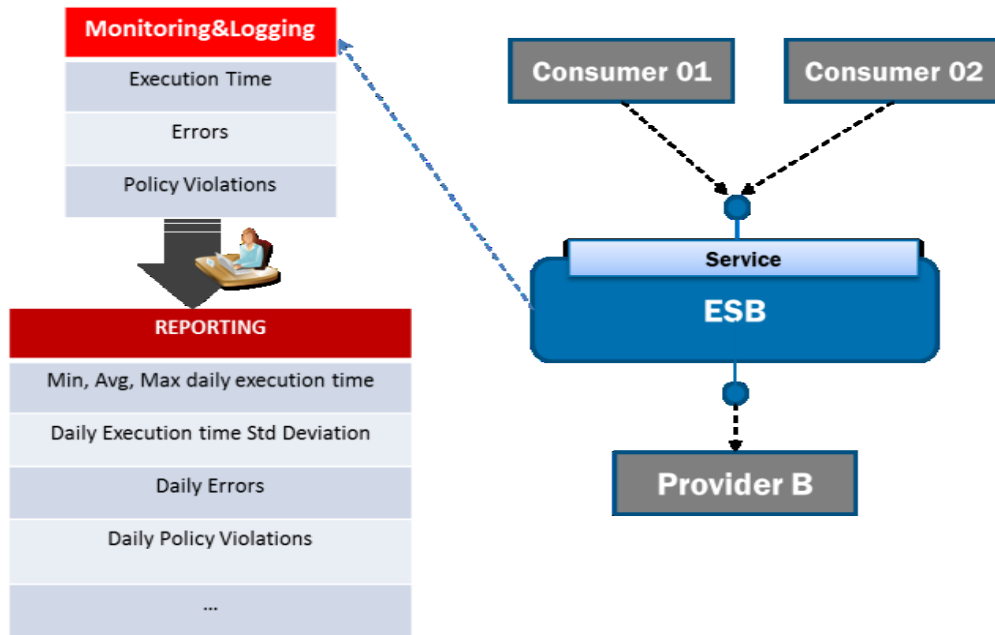 Monitoring&Logging
Execution Time
Errors
Policy Violations
REPORTING
Min, Avg, Max daily execution time
Daily Execution time Std Deviation
Daily Errors
Daily Policy Violations
...
Consumer 01
Consumer 02
Service
ESB
Provider B